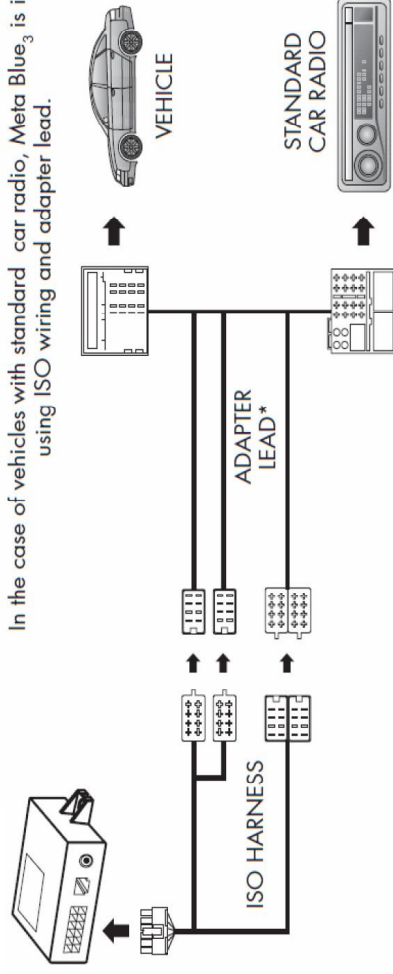 In the case of vehicles with standard car radio, Meta Blue3 is i
using ISO wiring and adapter lead.
VEHICLE
STANDARD
CAR RADIO
ADAPTER
LEAD*
ISO HARNESS